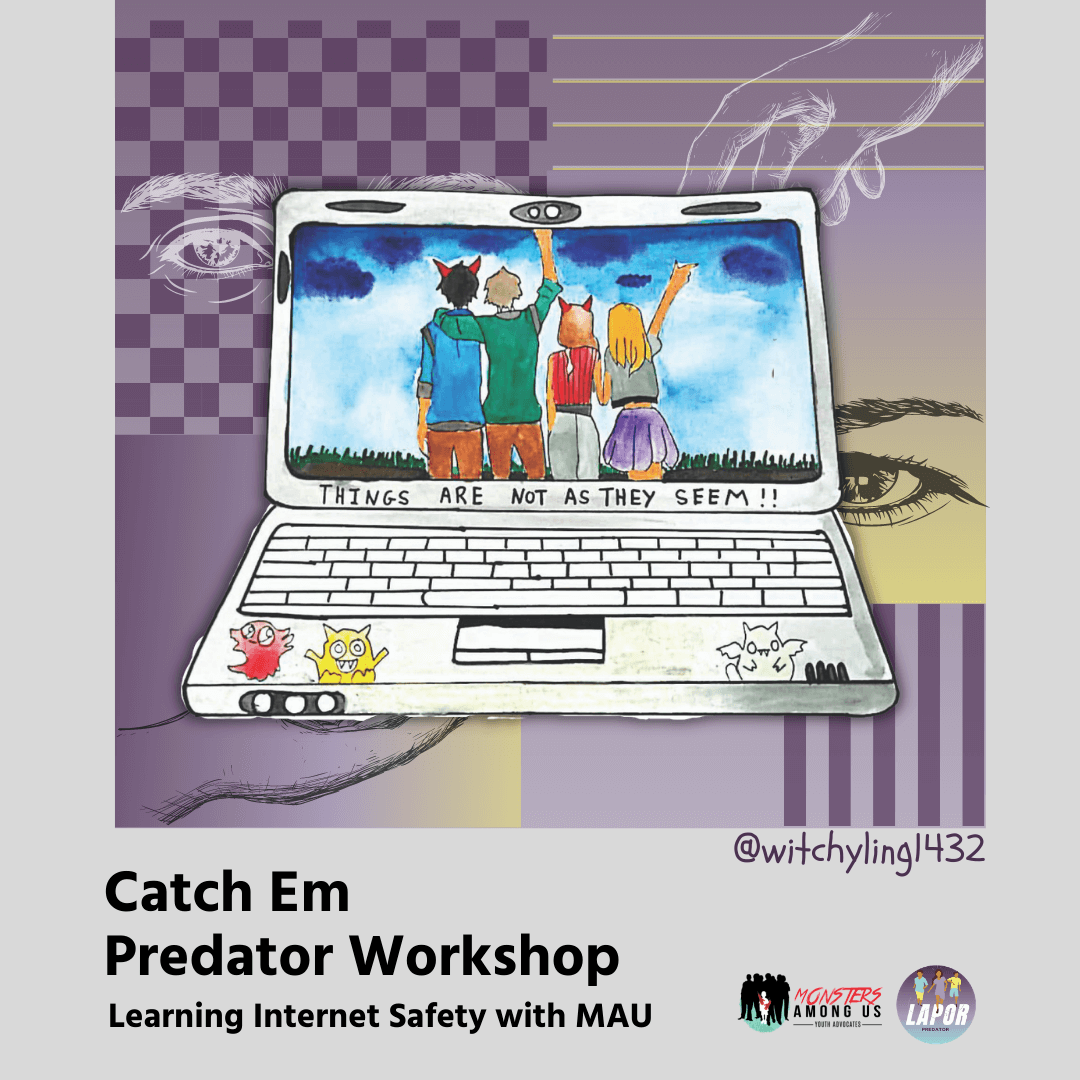 THINGS ARE NOT AS THEY SEEM!!
@witchyling1432
Catch Em
Predator Workshop
Learning Internet Safety with MAU
MONSTERS
AMONG US
YOUTH ADVOCATES
LAPOR
PREDATOR